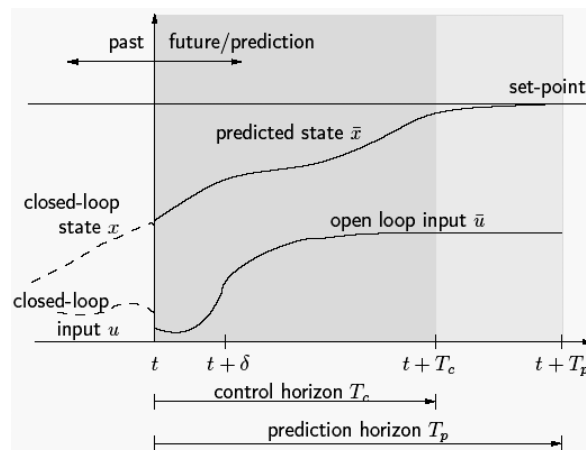 past future/prediction
set-point
predicted state x̄
closed-loop
state x
open loop input ū
closed-loop
input u
t t + δ t + T_c t + T_p
control horizon T_c
prediction horizon T_p